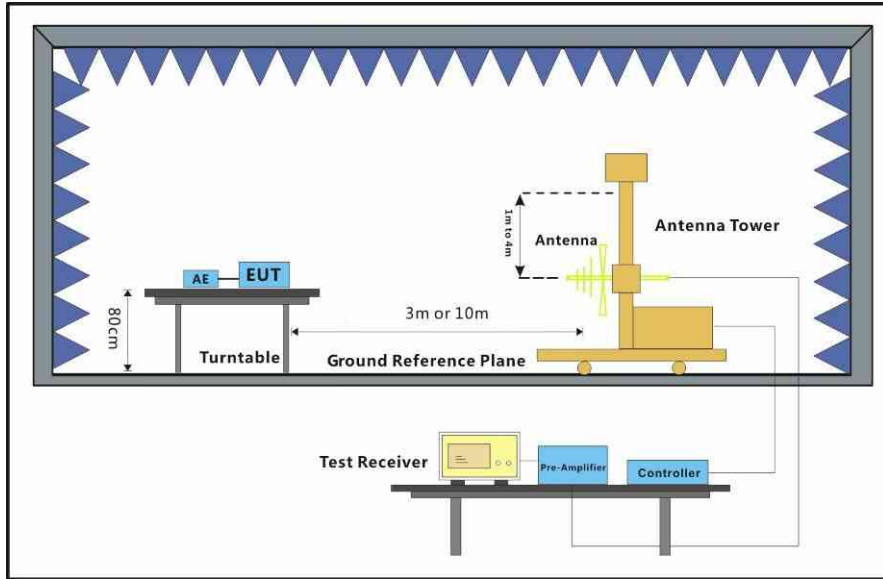 1m to 4m
Antenna
Antenna Tower
AE
EUT
80cm
3m or 10m
Turntable
Ground Reference Plane
Test Receiver
Pre-Amplifier
Controller